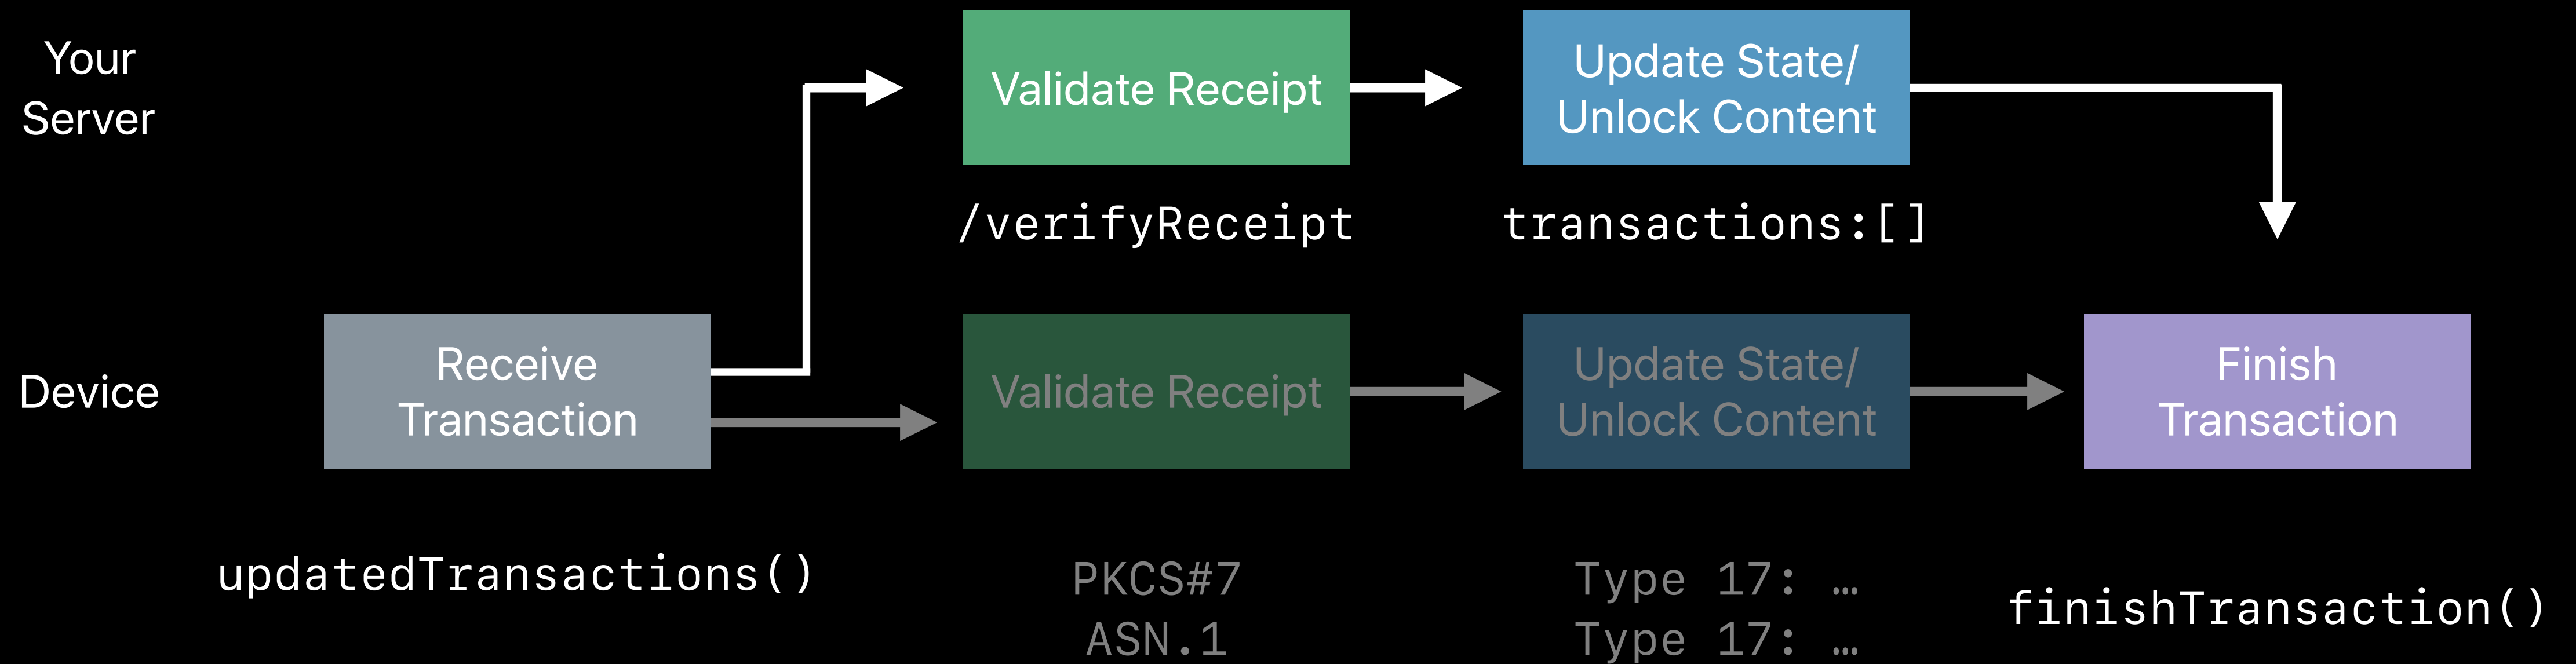 Your
Server
Validate Receipt
Update State/
Unlock Content
/verifyReceipt
transactions:[]
Device
Receive
Transaction
Validate Receipt
Update State/
Unlock Content
Finish
Transaction
updatedTransactions()
PKCS#7
ASN.1
Type 17: …
Type 17: …
finishTransaction()